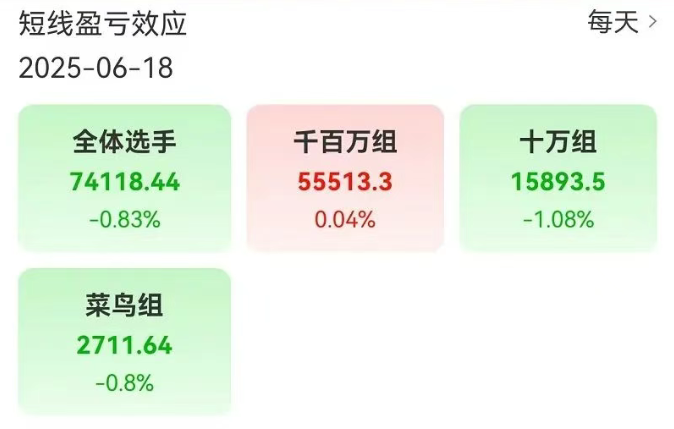 短线盈亏效应
每天 >
2025-06-18
全体选手
74118.44
-0.83%
千百万组
55513.3
0.04%
十万组
15893.5
-1.08%
菜鸟组
2711.64
-0.8%